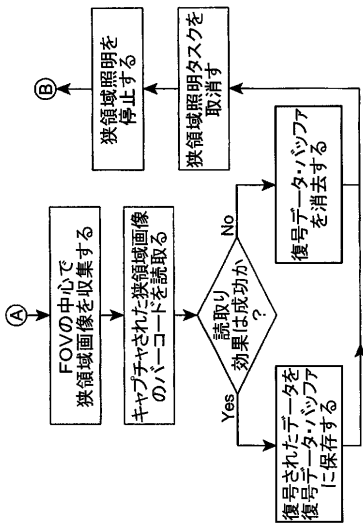 A
FOVの中心で
狭領域画像を収集する
キャプチャされた狭領域画像
のバーコードを読取る
読取り
効果は成功か
?
Yes
No
復号されたデータを
復号データ・バッファ
に保存する
復号データ・バッファ
を消去する
狭領域照明タスクを
取消す
狭領域照明を
停止する
B